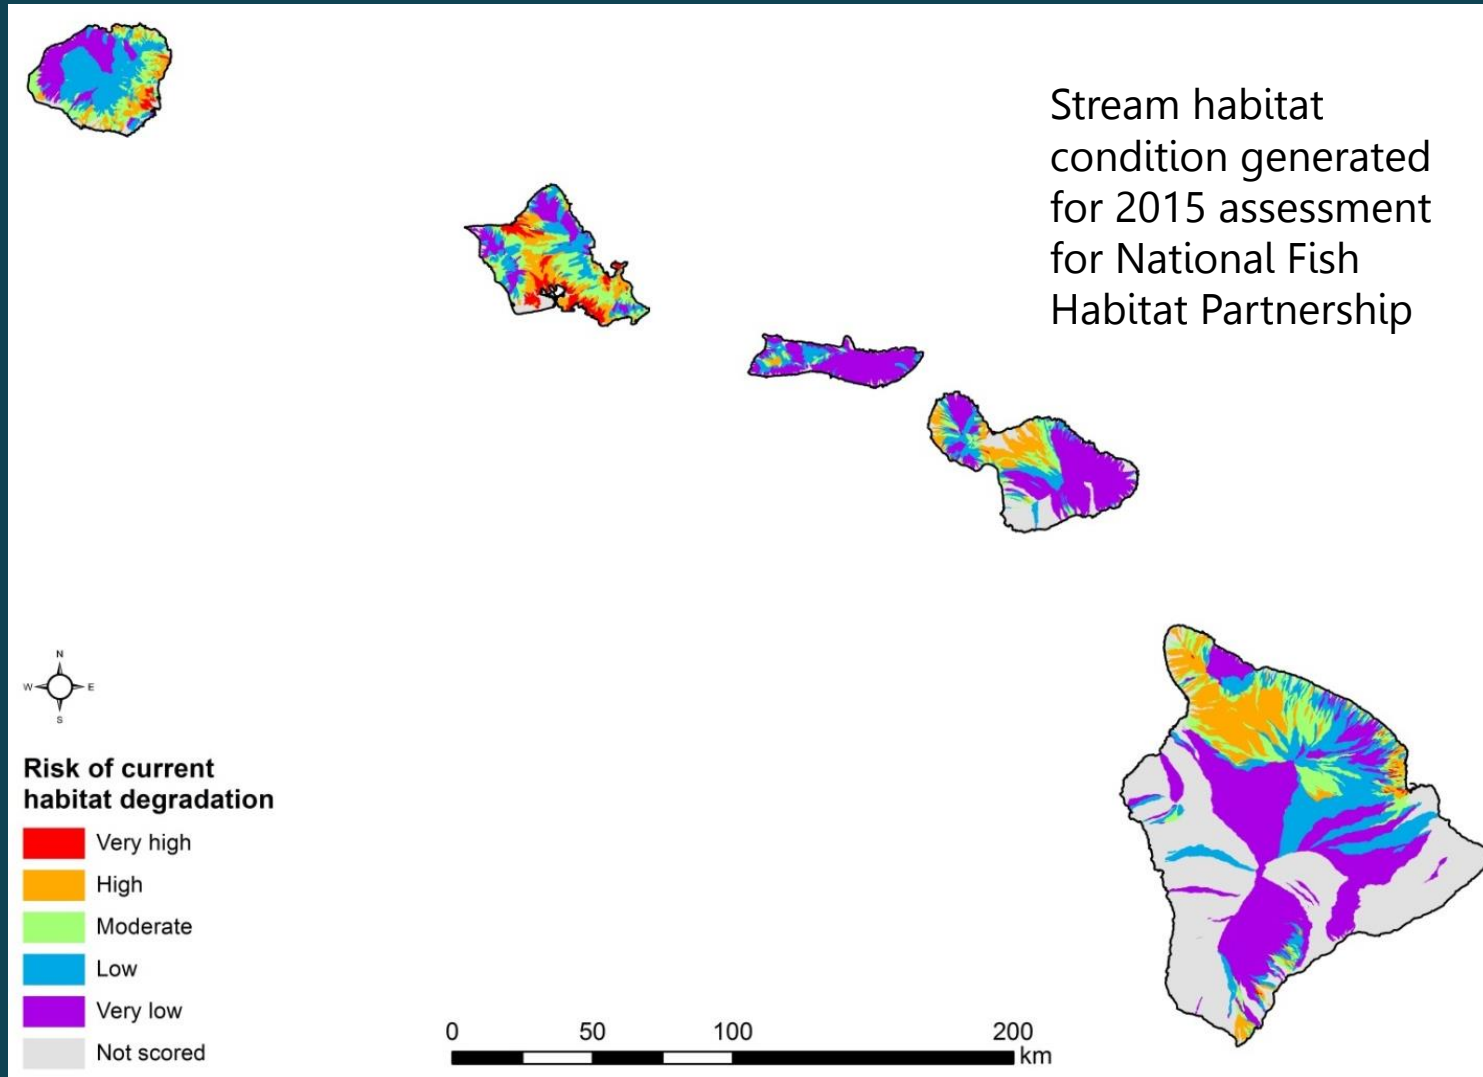 Stream habitat
condition generated
for 2015 assessment
for National Fish
Habitat Partnership
N
W E
S
Risk of current
habitat degradation
Very high
High
Moderate
Low
Very low
Not scored
0 50 100 200
km